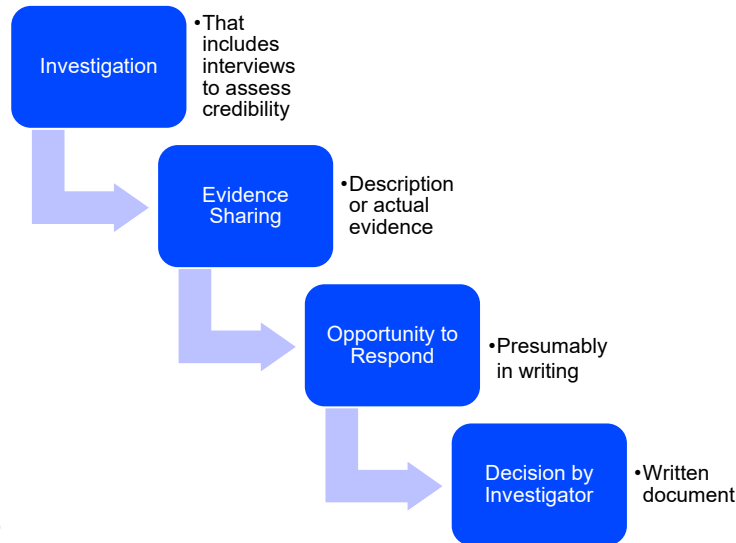 Investigation
•That
includes
interviews
to assess
credibility
Evidence
Sharing
•Description
or actual
evidence
Opportunity to
Respond
•Presumably
in writing
Decision by
Investigator
•Written
document